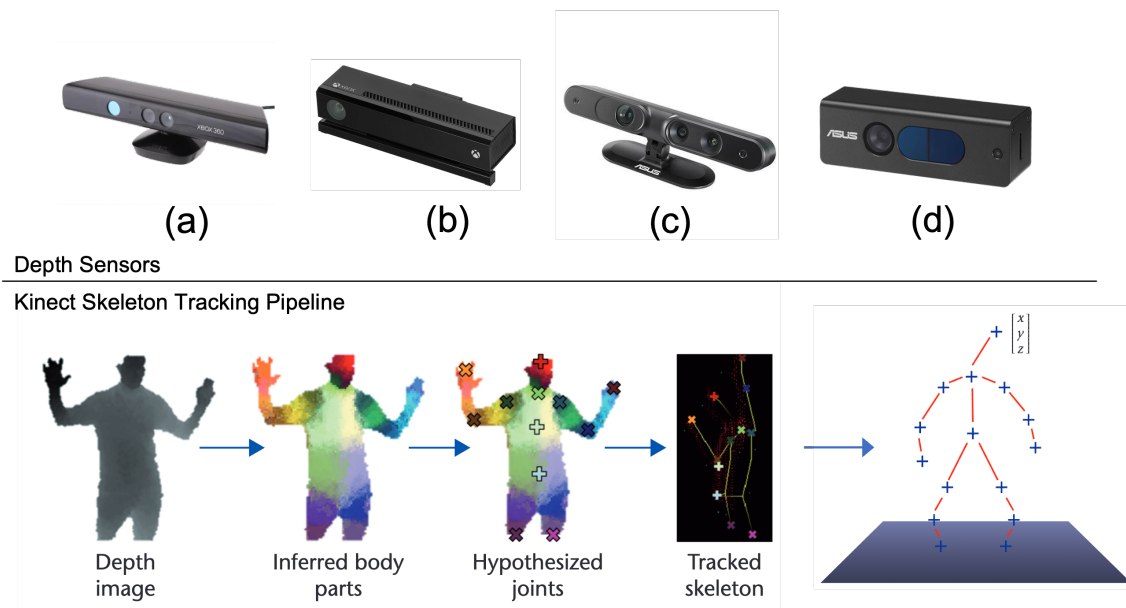 XBOX 360
XBOX
ASUS
ASUS
(a)
(b)
(c)
(d)
Depth Sensors
Kinect Skeleton Tracking Pipeline
x
y
z
Depth
image
Inferred body
parts
Hypothesized
joints
Tracked
skeleton